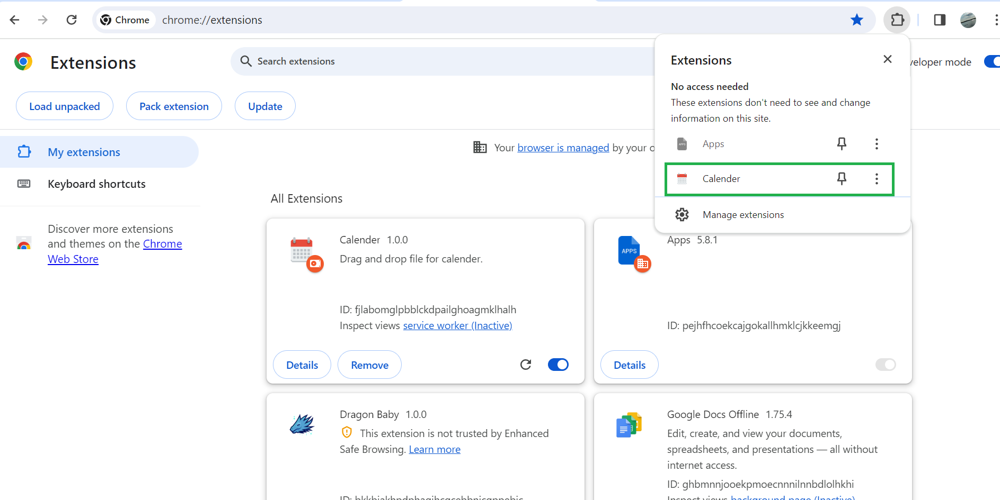 Chrome
chrome://extensions
Extensions
Search extensions
veloper mode
Load unpacked
Pack extension
Update
Extensions
No access needed
These extensions don't need to see and change
information on this site.
Apps
Calender
Manage extensions
My extensions
Keyboard shortcuts
Discover more extensions
and themes on the Chrome
Web Store
Your browser is managed by your o
All Extensions
Calender 1.0.0
Drag and drop file for calender.
ID: fjlabomglpbblckdpailghoagmklhalh
Inspect views service worker (Inactive)
Details
Remove
APPS
Apps 5.8.1
ID: pejhfhcoekcajgokallhmklcjkkeemgj
Details
Dragon Baby 1.0.0
This extension is not trusted by Enhanced
Safe Browsing. Learn more
Google Docs Offline 1.75.4
Edit, create, and view your documents,
spreadsheets, and presentations — all without
internet access.
ID: ghbmnnjooekpmoecnnnilnnbdlolhkhi
Inspect views background page (Inactive)